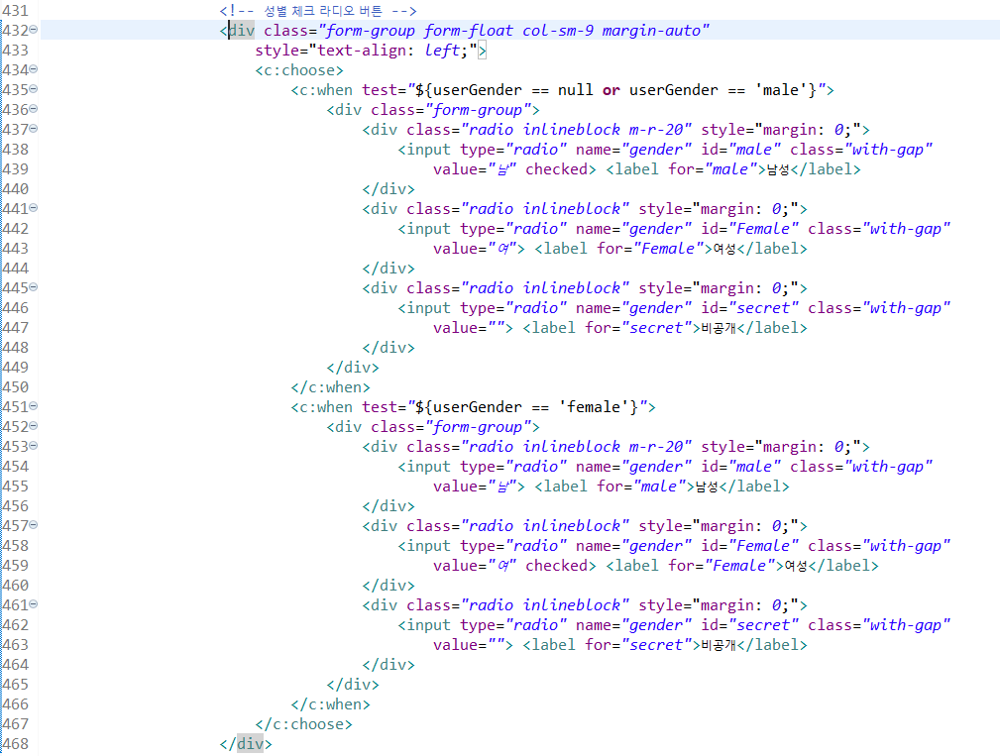 431 <!-- 성별 체크 라디오 버튼 -->
432 <div class="form-group form-float col-sm-9 margin-auto"
433 style="text-align: left;">
434 <c:choose>
435 <c:when test="${userGender == null or userGender == 'male'}">
436 <div class="form-group">
437 <div class="radio inlineblock m-r-20" style="margin: 0;">
438 <input type="radio" name="gender" id="male" class="with-gap"
439 value="남" checked> <label for="male">남성</label>
440 </div>
441 <div class="radio inlineblock" style="margin: 0;">
442 <input type="radio" name="gender" id="Female" class="with-gap"
443 value="여"> <label for="Female">여성</label>
444 </div>
445 <div class="radio inlineblock" style="margin: 0;">
446 <input type="radio" name="gender" id="secret" class="with-gap"
447 value=""> <label for="secret">비공개</label>
448 </div>
449 </div>
450 </c:when>
451 <c:when test="${userGender == 'female'}">
452 <div class="form-group">
453 <div class="radio inlineblock m-r-20" style="margin: 0;">
454 <input type="radio" name="gender" id="male" class="with-gap"
455 value="남"> <label for="male">남성</label>
456 </div>
457 <div class="radio inlineblock" style="margin: 0;">
458 <input type="radio" name="gender" id="Female" class="with-gap"
459 value="여" checked> <label for="Female">여성</label>
460 </div>
461 <div class="radio inlineblock" style="margin: 0;">
462 <input type="radio" name="gender" id="secret" class="with-gap"
463 value=""> <label for="secret">비공개</label>
464 </div>
465 </div>
466 </c:when>
467 </c:choose>
468 </div>